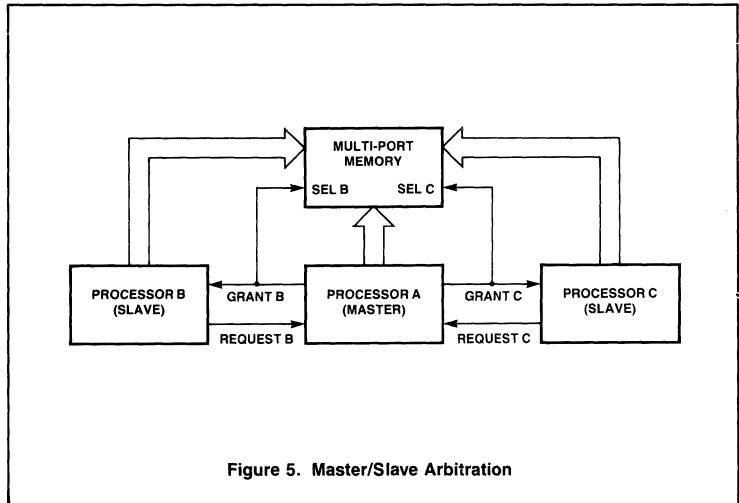 MULTI-PORT
MEMORY
SEL B
SEL C
PROCESSOR B
(SLAVE)
GRANT B
REQUEST B
PROCESSOR A
(MASTER)
GRANT C
REQUEST C
PROCESSOR C
(SLAVE)
Figure 5. Master/Slave Arbitration